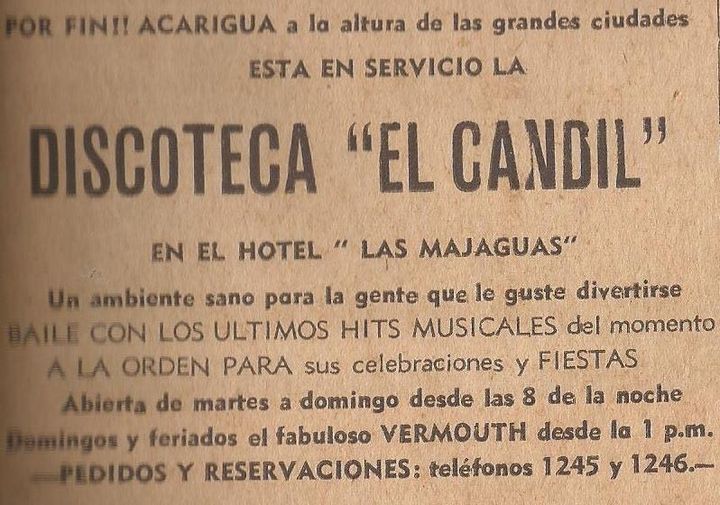 POR FIN!! ACARIGUA a la altura de las grandes ciudades
ESTA EN SERVICIO LA
DISCOTECA "EL CANDIL"
EN EL HOTEL " LAS MAJAGUAS"
Un ambiente sano para la gente que le guste divertirse
BAILE CON LOS ULTIMOS HITS MUSICALES del momento
A LA ORDEN PARA sus celebraciones y FIESTAS
Abierta de martes a domingo desde las 8 de la noche
Domingos y feriados el fabuloso VERMOUTH desde la 1 p.m.
—PEDIDOS Y RESERVACIONES: teléfonos 1245 y 1246.—